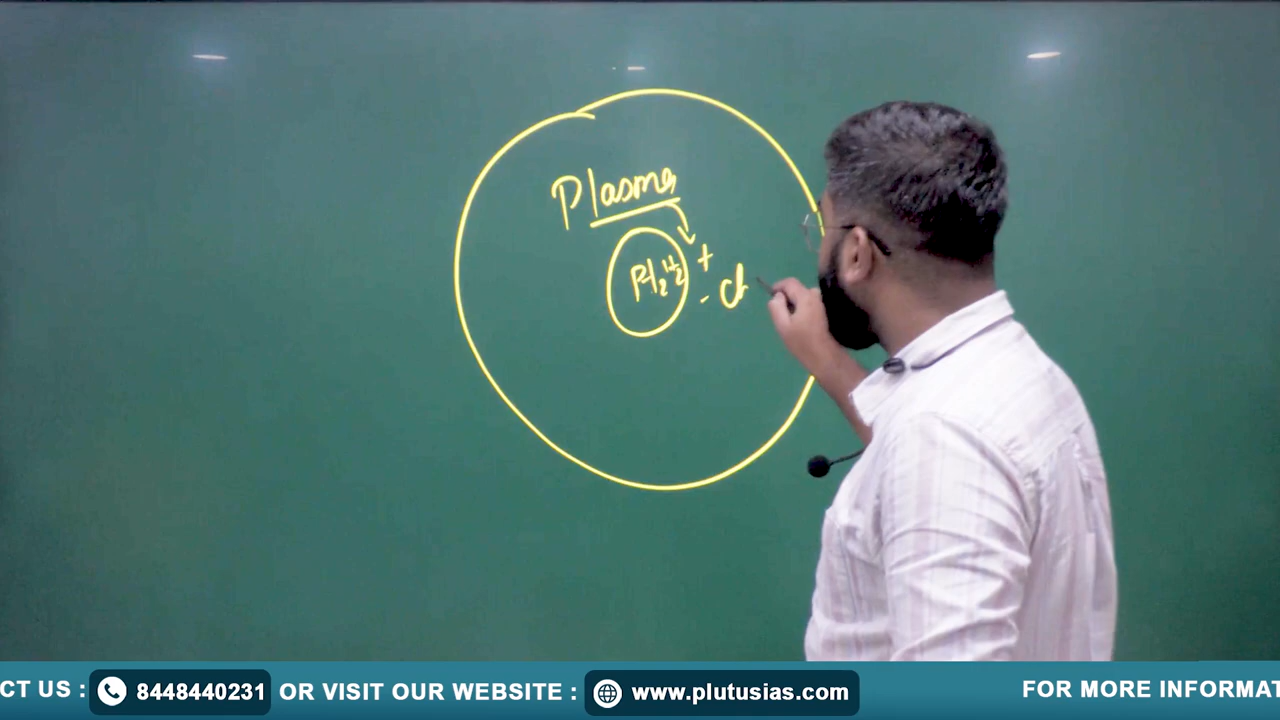 Plasma
+
-
CT US : 8448440231 OR VISIT OUR WEBSITE : www.plutusias.com FOR MORE INFORMAT